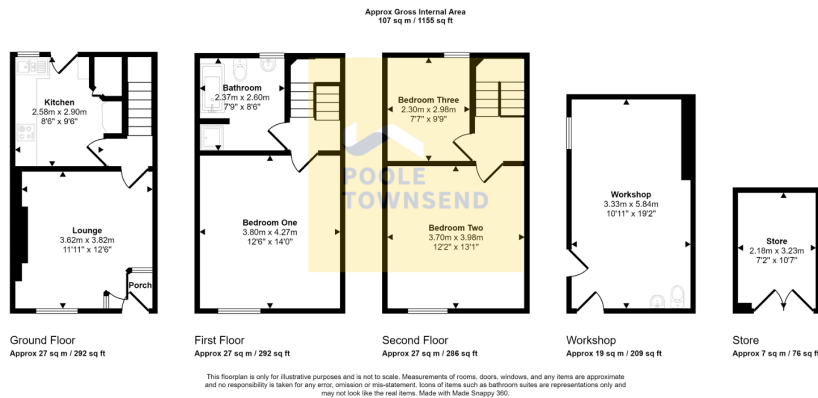 Approx Gross Internal Area
107 sq m / 1155 sq ft
Kitchen
2.58m x 2.90m
8'6" x 9'6"
Lounge
3.62m x 3.82m
11'11" x 12'6"
Porch
Bathroom
2.37m x 2.60m
7'9" x 8'6"
Bedroom One
3.80m x 4.27m
12'6" x 14'0"
Bedroom Three
2.30m x 2.98m
7'7" x 9'9"
POOLE
TOWNSEND
Bedroom Two
3.70m x 3.98m
12'2" x 13'1"
Workshop
3.33m x 5.84m
10'11" x 19'2"
Store
2.18m x 3.23m
7'2" x 10'7"
Ground Floor
Approx 27 sq m / 292 sq ft
First Floor
Approx 27 sq m / 292 sq ft
Second Floor
Approx 27 sq m / 286 sq ft
Workshop
Approx 19 sq m / 209 sq ft
Store
Approx 7 sq m / 76 sq ft
This floorplan is only for illustrative purposes and is not to scale. Measurements of rooms, doors, windows, and any items are approximate
and no responsibility is taken for any error, omission or mis-statement. Icons of items such as bathroom suites are representations only and
may not look like the real items. Made with Made Snappy 360.